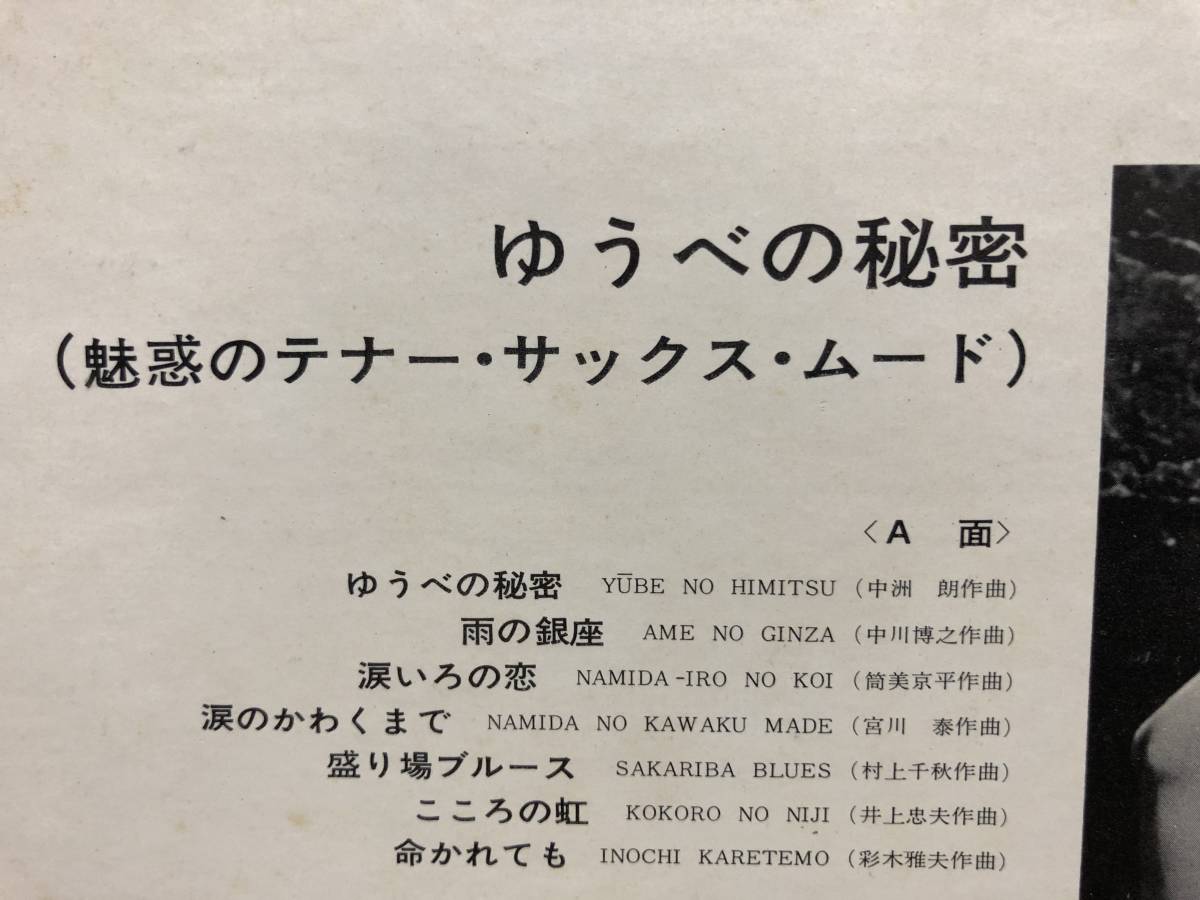 ゆうべの秘密
(魅惑のテナー・サックス・ムード)
〈A 面〉
ゆうべの秘密 YŪBE NO HIMITSU (中洲 朗作曲)
雨の銀座 AME NO GINZA (中川博之作曲)
涙いろの恋 NAMIDA-IRO NO KOI (筒美京平作曲)
涙のかわくまで NAMIDA NO KAWAKU MADE (宮川 泰作曲)
盛り場ブルース SAKARIBA BLUES (村上千秋作曲)
こころの虹 KOKORO NO NIJI (井上忠夫作曲)
命かれても INOCHI KARETEMO (彩木雅夫作曲)